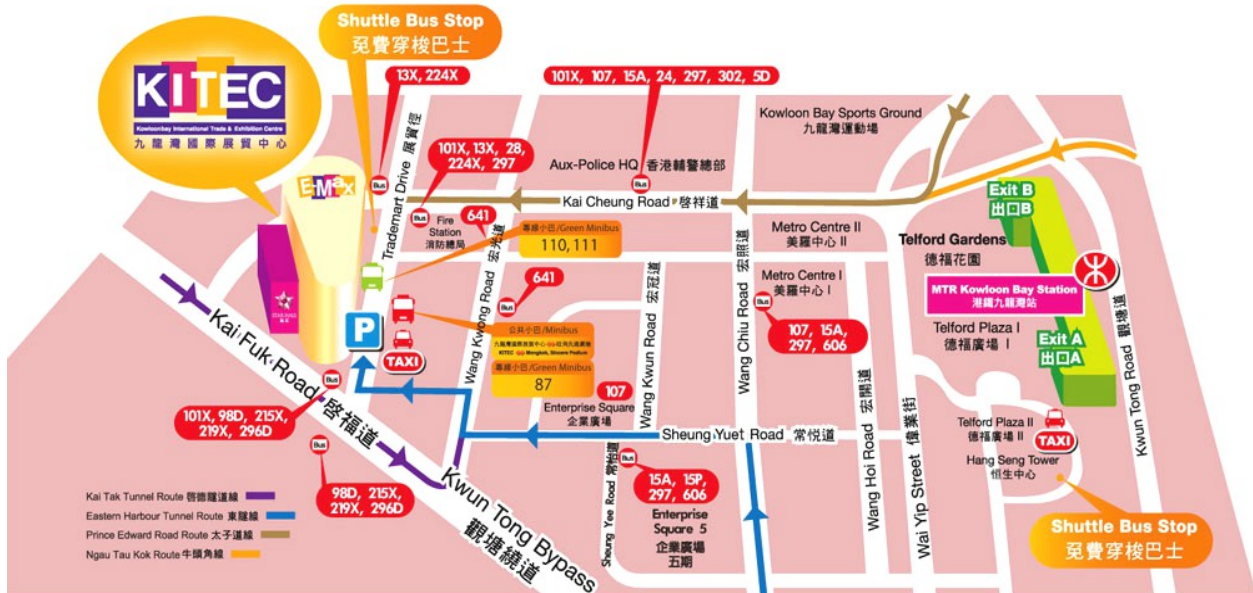 KITEC
Kowloonbay International Trade & Exhibition Centre
九龍灣國際展貿中心
Shuttle Bus Stop
免費穿梭巴士
13X, 224X
101X, 107, 15A, 24, 297, 302, 5D
Kowloon Bay Sports Ground
九龍灣運動場
101X, 13X, 28,
224X, 297
Aux-Police HQ 香港輔警總部
E-Max
Bus
Bus
Bus
Trademart Drive 展貿徑
Kai Cheung Road 啓祥道
Exit B
出口B
Fire
Station
消防總局
641
專線小巴/Green Minibus
110, 111
Metro Centre II
美羅中心 II
Telford Gardens
德福花園
MTR Kowloon Bay Station
港鐵九龍灣站
Metro Centre I
美羅中心 I
Wang Kwong Road 宏光道
Wang Kwun Road 宏冠道
Wang Chiu Road 宏照道
Kwun Tong Road 觀塘道
Bus
641
Bus
107, 15A,
297, 606
Telford Plaza I
德福廣場 I
Exit A
出口A
P
TAXI
公共小巴/Minibus
KITEC Mongkok, Sincere Podium
專線小巴/Green Minibus
87
107
Enterprise Square
企業廣場
Kai Fuk Road 啓福道
Bus
101X, 98D, 215X,
219X, 296D
Bus
98D, 215X,
219X, 296D
Sheung Yuet Road 常悦道
Wang Hoi Road 宏開道
Wai Yip Street 偉業街
Telford Plaza II
德福廣場 II
TAXI
Hang Seng Tower
恒生中心
Bus
15A, 15P,
297, 606
Sheung Yee Road 常怡道
Enterprise
Square 5
企業廣場
五期
Kwun Tong Bypass
觀塘繞道
Shuttle Bus Stop
免費穿梭巴士
Kai Tak Tunnel Route 啓德隧道線
Eastern Harbour Tunnel Route 東隧線
Prince Edward Road Route 太子道線
Ngau Tau Kok Route 牛頭角線